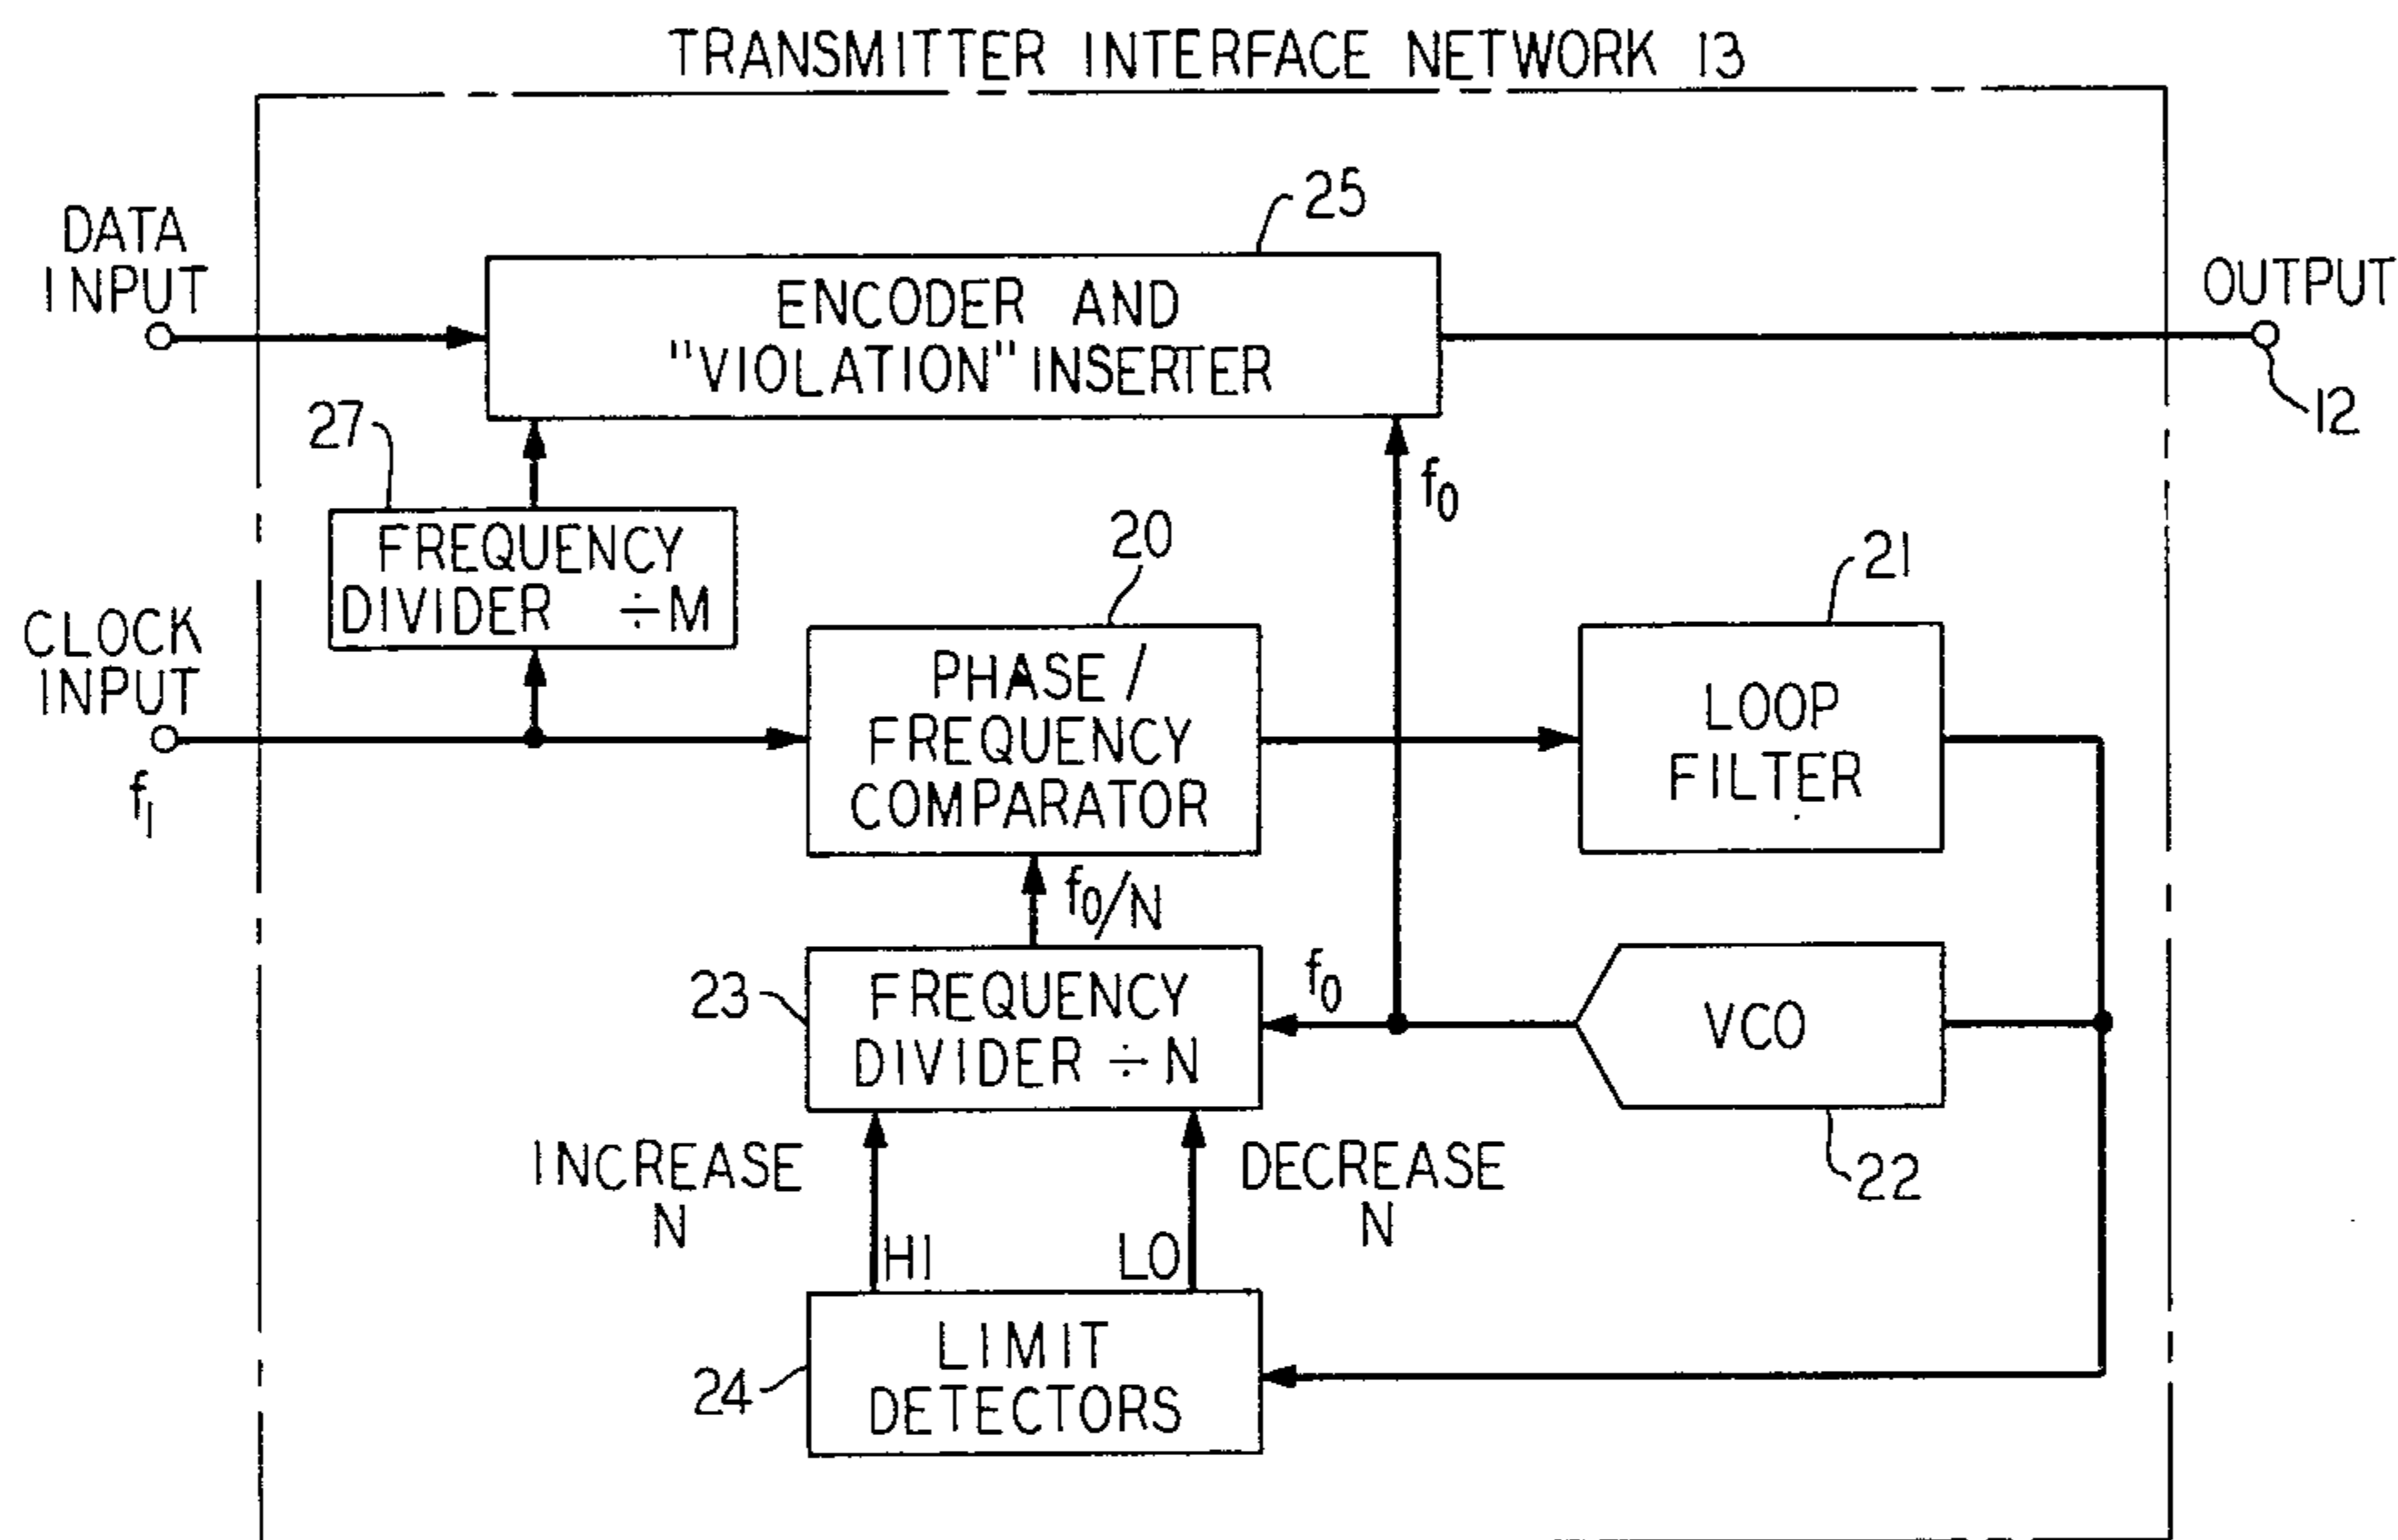 TRANSMITTER INTERFACE NETWORK 13
DATA
INPUT
25
ENCODER AND
"VIOLATION" INSERTER
OUTPUT
12
27
FREQUENCY
DIVIDER ÷M
f0
20
21
CLOCK
INPUT
f1
PHASE /
FREQUENCY
COMPARATOR
LOOP
FILTER
f0/N
23
FREQUENCY
DIVIDER ÷ N
f0
VCO
22
INCREASE
N
DECREASE
N
HI
LO
24
LIMIT
DETECTORS